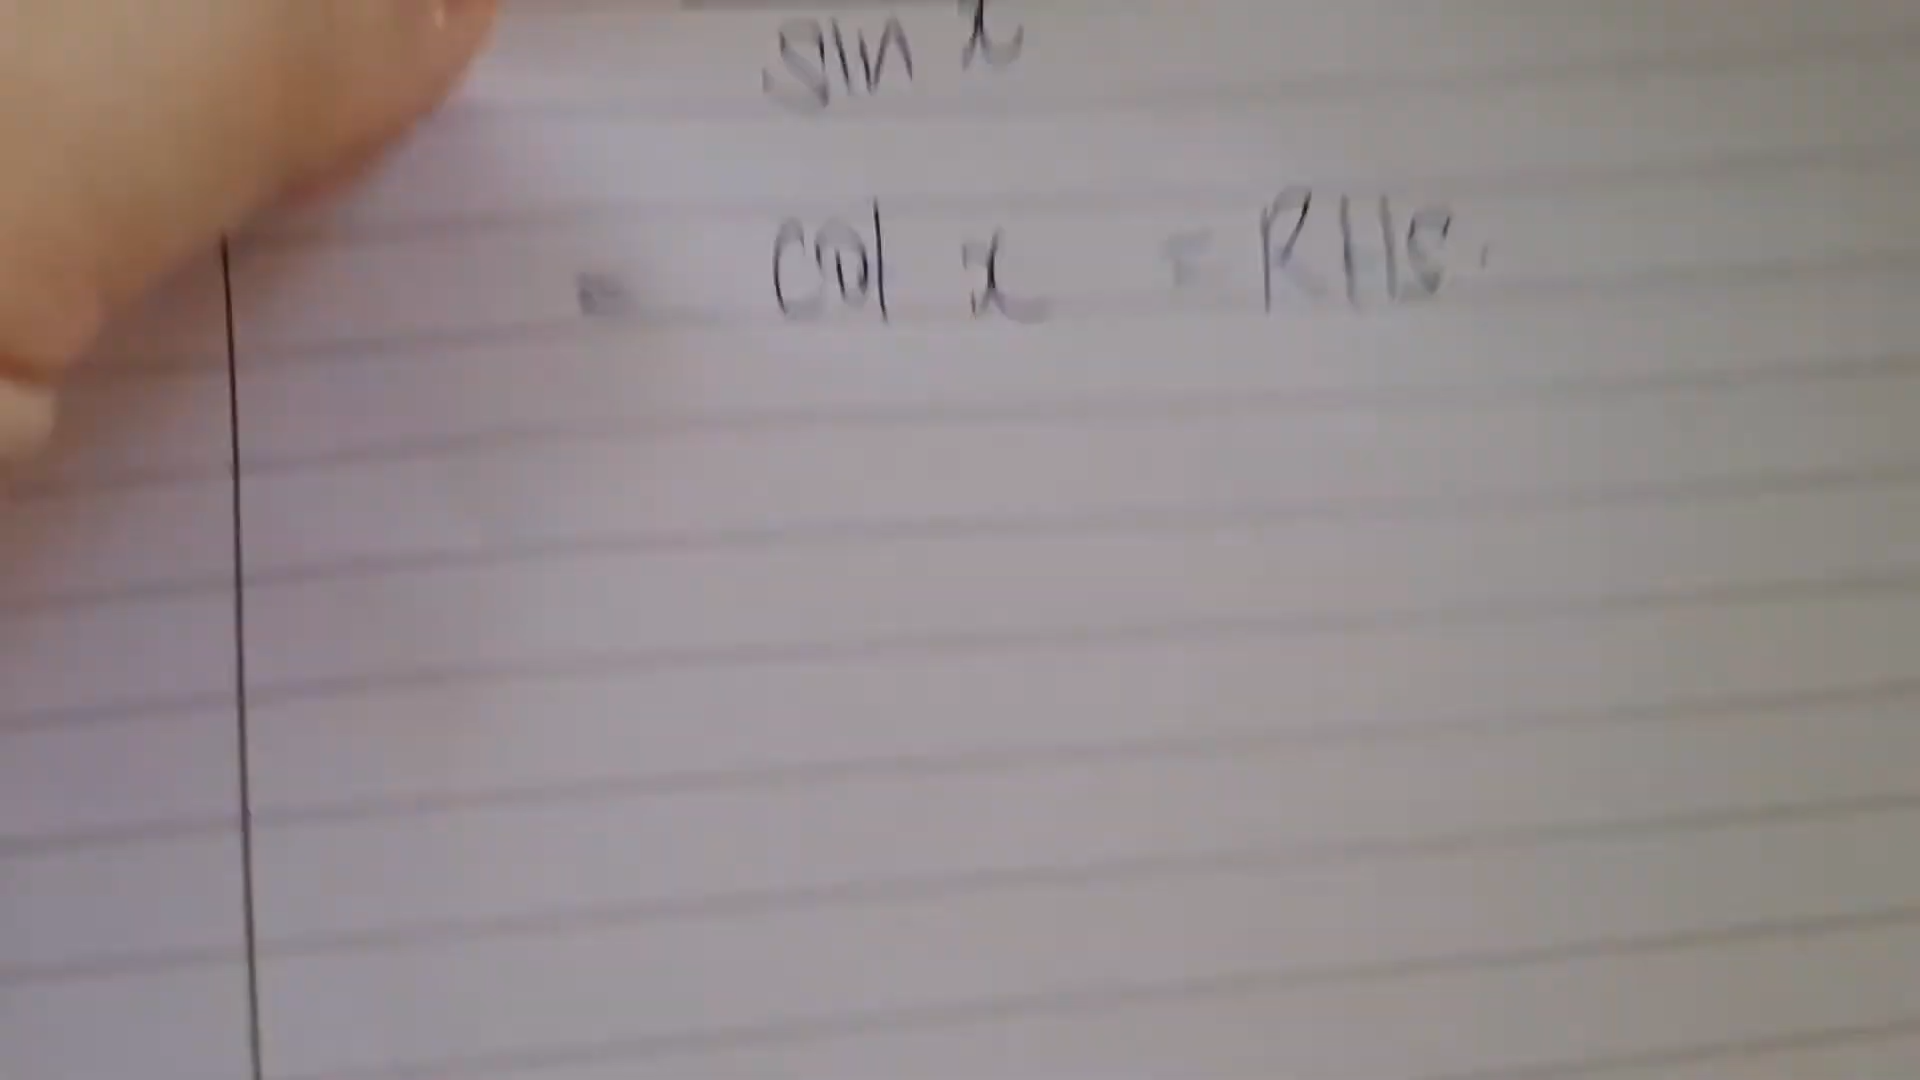 sin x
= cot x = RHS.